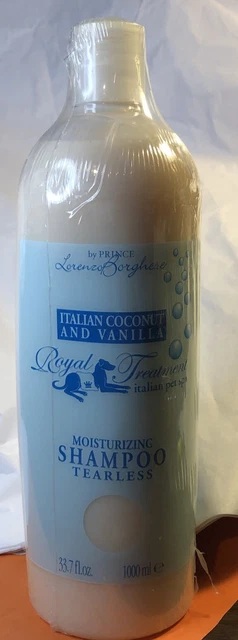 by PRINCE
Lorenzo Borghese
ITALIAN COCONUT
AND VANILLA
Royal Treatment
italian pet spa
MOISTURIZING
SHAMPOO
TEARLESS
33.7 fl.oz. 1000 ml e